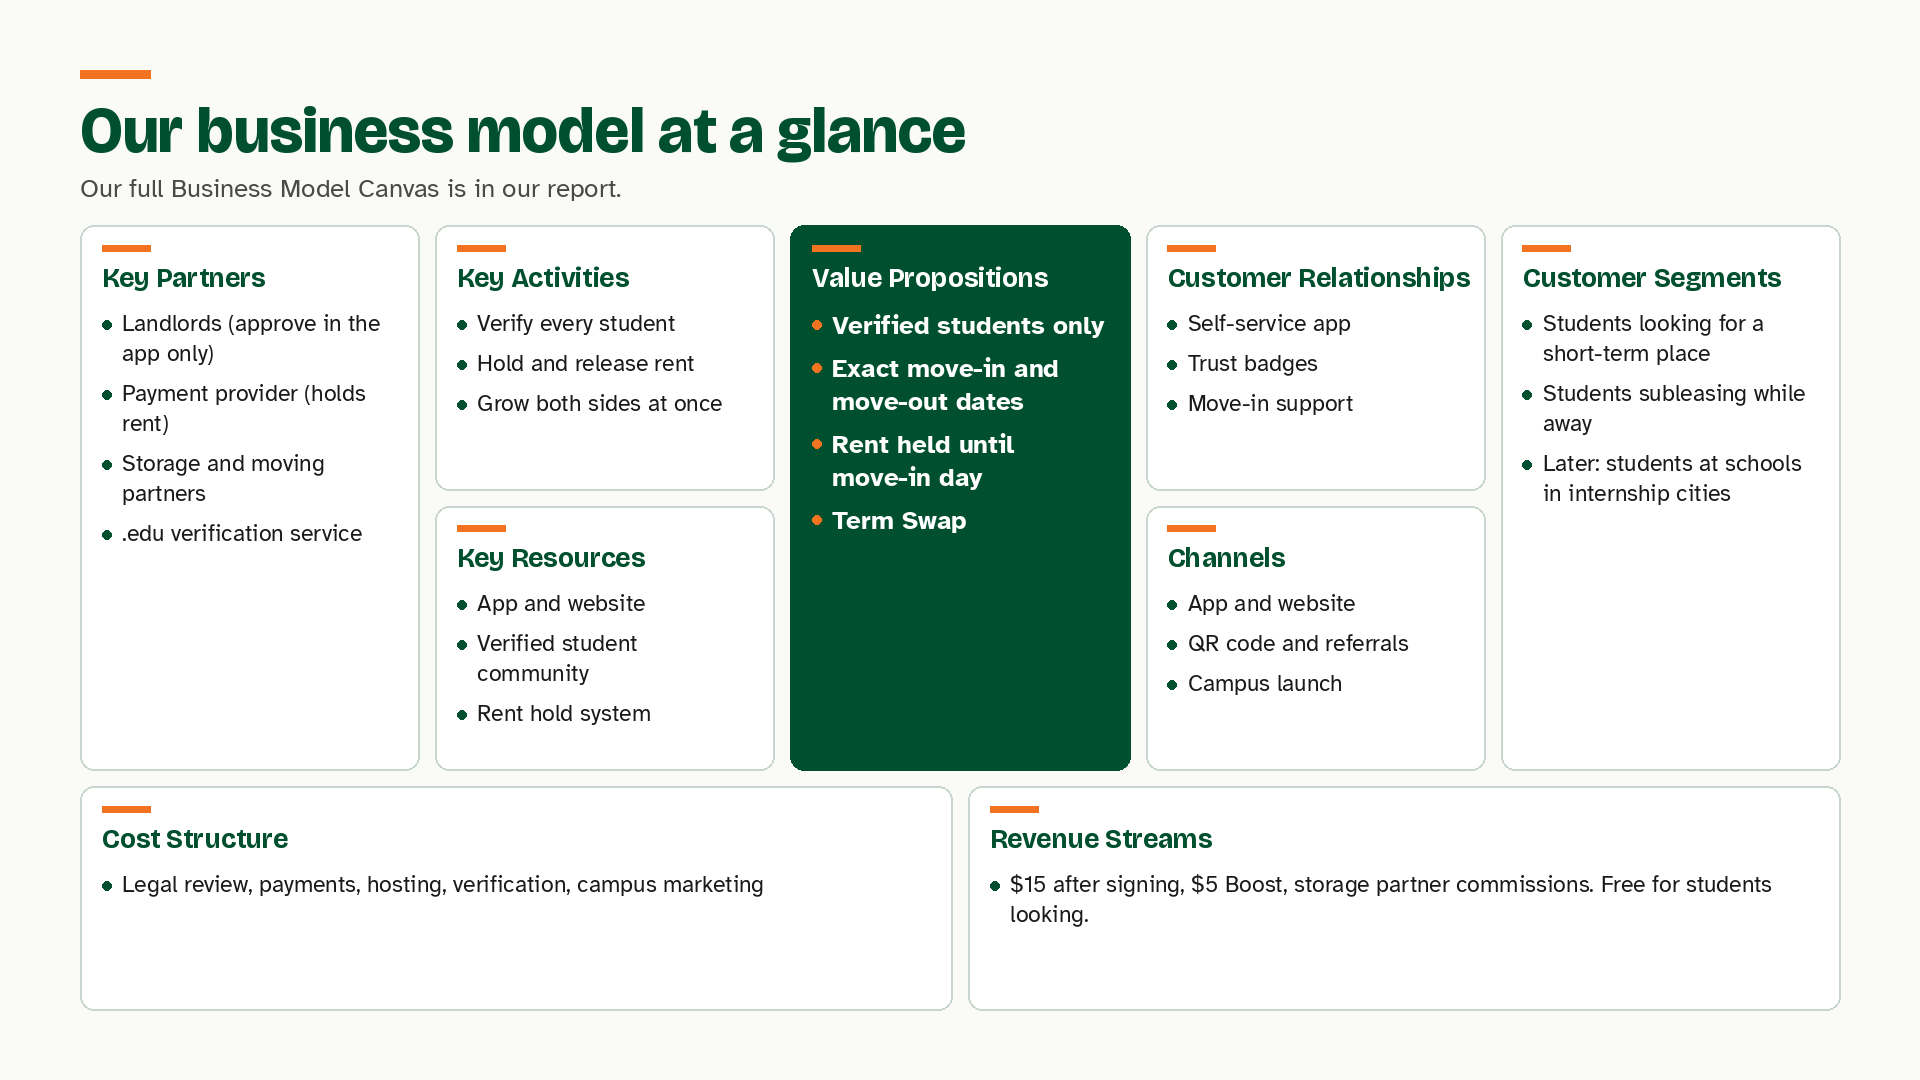 Our business model at a glance
Our full Business Model Canvas is in our report.
Key Partners
Landlords (approve in the
app only)
Payment provider (holds
rent)
Storage and moving
partners
.edu verification service
Key Activities
Verify every student
Hold and release rent
Grow both sides at once
Key Resources
App and website
Verified student
community
Rent hold system
Value Propositions
Verified students only
Exact move-in and
move-out dates
Rent held until
move-in day
Term Swap
Customer Relationships
Self-service app
Trust badges
Move-in support
Channels
App and website
QR code and referrals
Campus launch
Customer Segments
Students looking for a
short-term place
Students subleasing while
away
Later: students at schools
in internship cities
Cost Structure
Legal review, payments, hosting, verification, campus marketing
Revenue Streams
$15 after signing, $5 Boost, storage partner commissions. Free for students
looking.